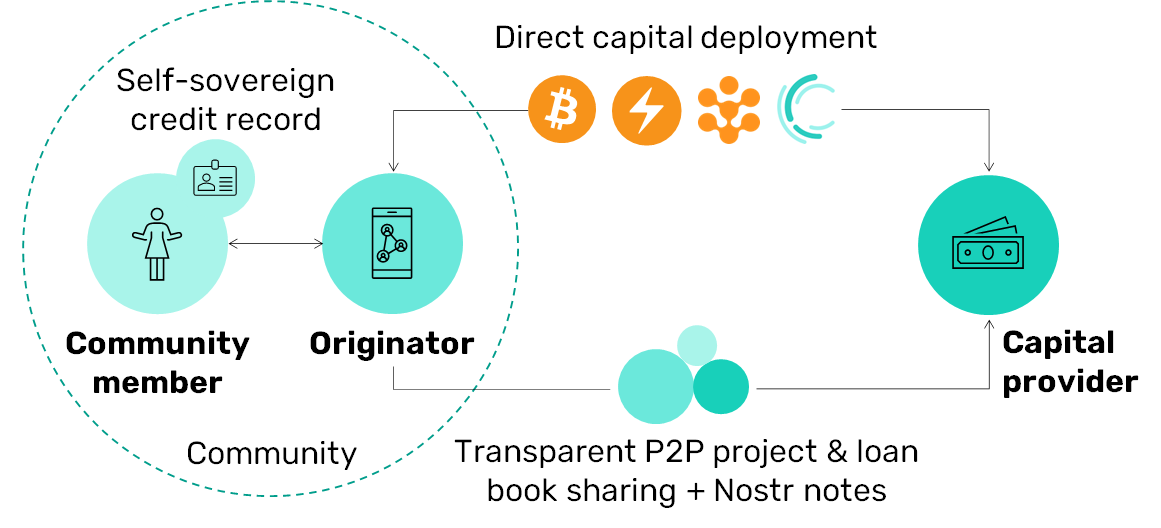 Direct capital deployment
Self-sovereign
credit record
Community
member
Originator
Capital
provider
Community
Transparent P2P project & loan
book sharing + Nostr notes